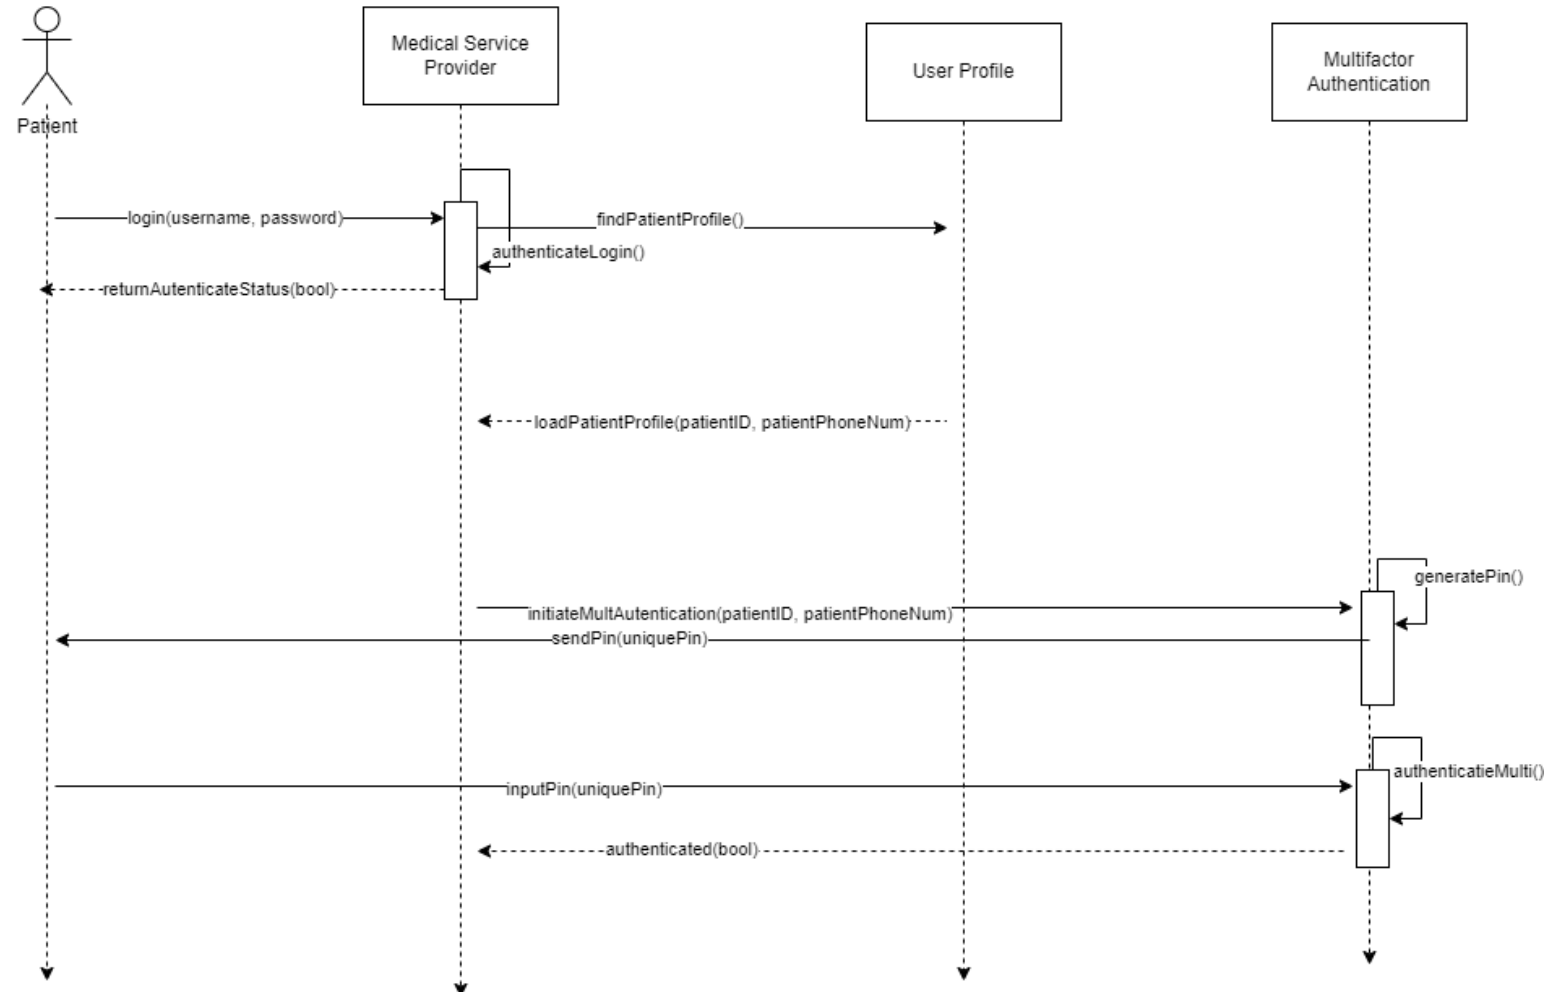 Medical Service
Provider
User Profile
Multifactor
Authentication
Patient
login(username, password)
findPatientProfile()
authenticateLogin()
returnAutenticateStatus(bool)
loadPatientProfile(patientID, patientPhoneNum)
generatePin()
initiateMultAutentication(patientID, patientPhoneNum)
sendPin(uniquePin)
authenticatieMulti()
inputPin(uniquePin)
authenticated(bool)